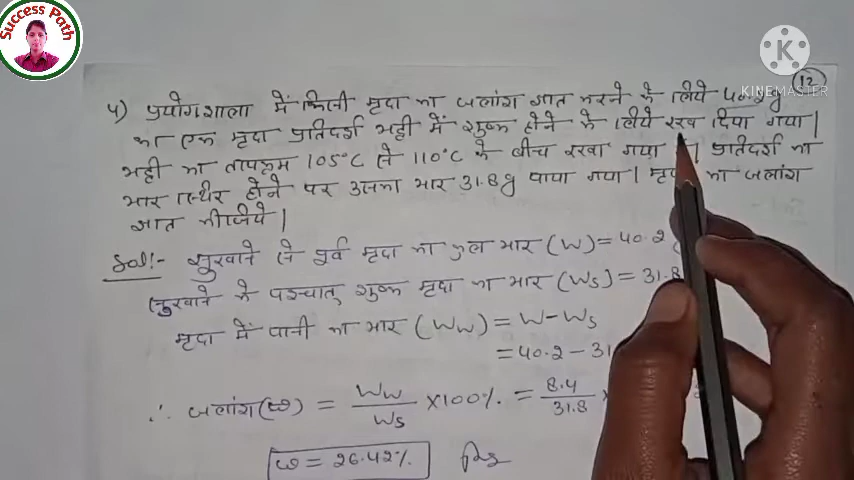 Success Path
KINEMASTER
12
4) प्रयोगशाला में किसी मृदा का जलांश ज्ञात करने के लिये 40.2g
का एक मृदा प्रतिदर्श भट्टी में शुष्क होने के लिये रख दिया गया|
भट्टी का तापक्रम 105°C से 110°C के बीच रखा गया है| प्रतिदर्श का
भार स्थिर होने पर उसका भार 31.8g पाया गया| का जलांश
ज्ञात कीजिये|
Sol:- सुखाने से पूर्व मृदा का कुल भार (W) = 40.2
सुखाने के पश्चात् शुष्क मृदा का भार (Ws) = 31.8
मृदा में पानी का भार (Ww) = W-Ws
= 40.2 - 31
∴ जलांश(ω) = Ww/Ws ×100% = 8.4/31.8 ×
ω = 26.42% Ans